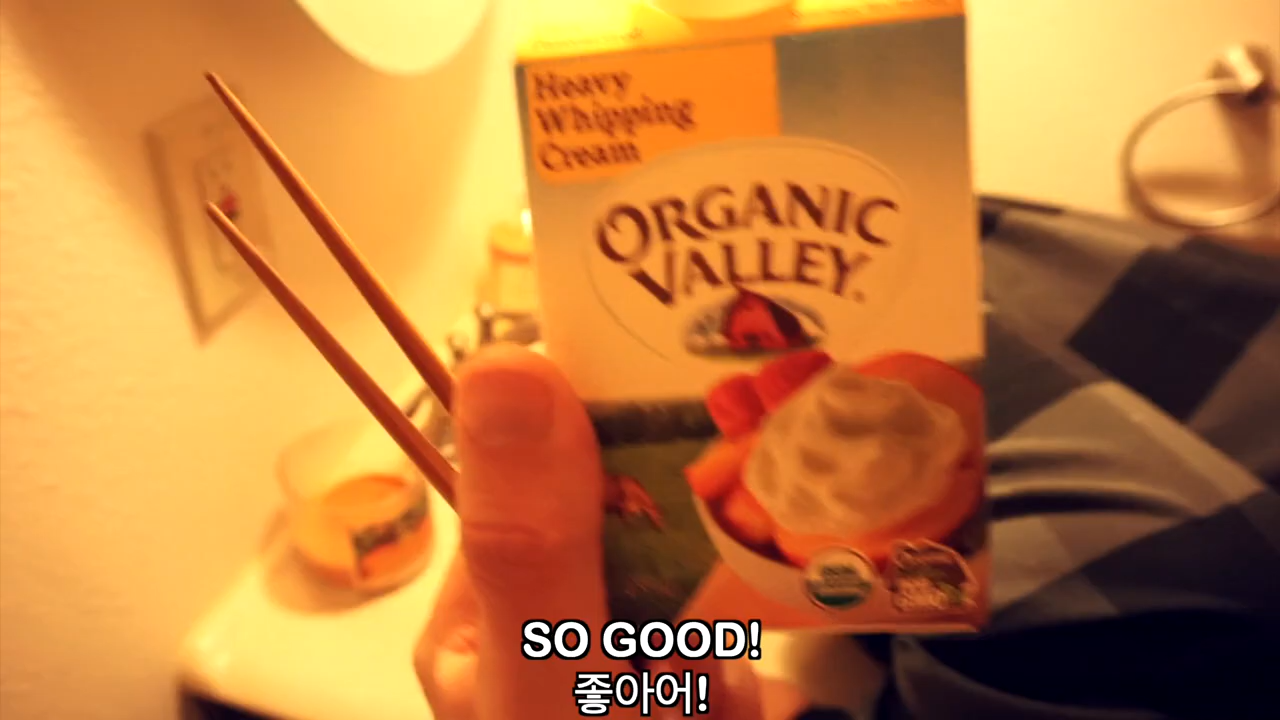 Heavy
Whipping
Cream
ORGANIC
VALLEY.
SO GOOD!
좋아어!